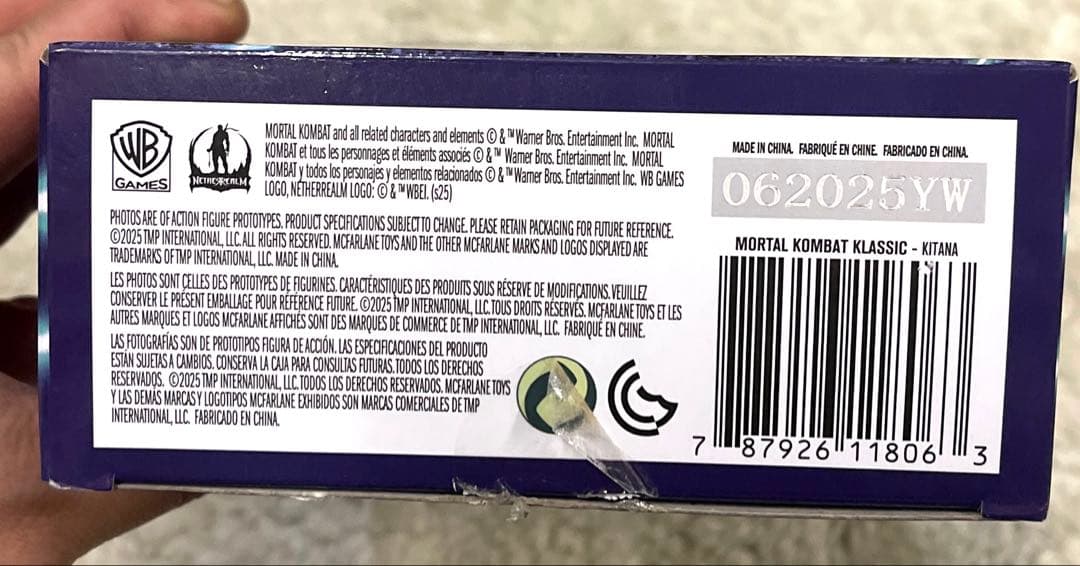 WB
GAMES
NETHERREALM
MORTAL KOMBAT and all related characters and elements © & ™ Warner Bros. Entertainment Inc. MORTAL
KOMBAT et tous les personnages et éléments associés © & ™ Warner Bros. Entertainment Inc. MORTAL
KOMBAT y todos los personajes y elementos relacionados © & ™ Warner Bros. Entertainment Inc. WB GAMES
LOGO, NETHERREALM LOGO: © & ™ WBEI. (s25)
PHOTOS ARE OF ACTION FIGURE PROTOTYPES. PRODUCT SPECIFICATIONS SUBJECT TO CHANGE. PLEASE RETAIN PACKAGING FOR FUTURE REFERENCE.
©2025 TMP INTERNATIONAL, LLC. ALL RIGHTS RESERVED. MCFARLANE TOYS AND THE OTHER MCFARLANE MARKS AND LOGOS DISPLAYED ARE
TRADEMARKS OF TMP INTERNATIONAL, LLC. MADE IN CHINA.
LES PHOTOS SONT CELLES DES PROTOTYPES DE FIGURINES. CARACTÉRISTIQUES DES PRODUITS SOUS RÉSERVE DE MODIFICATIONS. VEUILLEZ
CONSERVER LE PRÉSENT EMBALLAGE POUR RÉFÉRENCE FUTURE. ©2025 TMP INTERNATIONAL, LLC. TOUS DROITS RÉSERVÉS. MCFARLANE TOYS ET LES
AUTRES MARQUES ET LOGOS MCFARLANE AFFICHÉS SONT DES MARQUES DE COMMERCE DE TMP INTERNATIONAL, LLC. FABRIQUÉ EN CHINE.
LAS FOTOGRAFÍAS SON DE PROTOTIPOS FIGURA DE ACCIÓN. LAS ESPECIFICACIONES DEL PRODUCTO
ESTÁN SUJETAS A CAMBIOS. CONSERVA LA CAJA PARA CONSULTAS FUTURAS. TODOS LOS DERECHOS
RESERVADOS. ©2025 TMP INTERNATIONAL, LLC. TODOS LOS DERECHOS RESERVADOS. MCFARLANE TOYS
Y LAS DEMÁS MARCAS Y LOGOTIPOS MCFARLANE EXHIBIDOS SON MARCAS COMERCIALES DE TMP
INTERNATIONAL, LLC. FABRICADO EN CHINA.
MADE IN CHINA. FABRIQUÉ EN CHINE. FABRICADO EN CHINA.
062025YW
MORTAL KOMBAT KLASSIC - KITANA
7 87926 11806 3